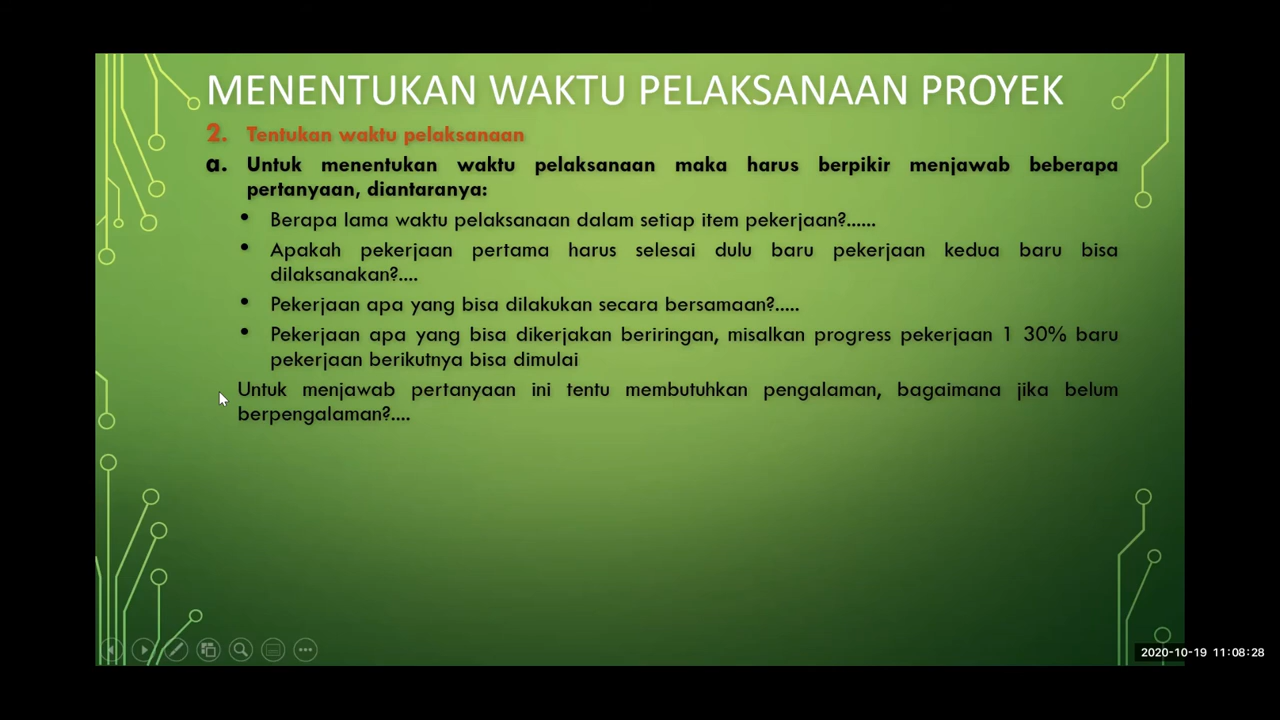 MENENTUKAN WAKTU PELAKSANAAN PROYEK
2. Tentukan waktu pelaksanaan
a. Untuk menentukan waktu pelaksanaan maka harus berpikir menjawab beberapa
pertanyaan, diantaranya:
• Berapa lama waktu pelaksanaan dalam setiap item pekerjaan?......
• Apakah pekerjaan pertama harus selesai dulu baru pekerjaan kedua baru bisa
dilaksanakan?....
• Pekerjaan apa yang bisa dilakukan secara bersamaan?.....
• Pekerjaan apa yang bisa dikerjakan beriringan, misalkan progress pekerjaan 1 30% baru
pekerjaan berikutnya bisa dimulai
Untuk menjawab pertanyaan ini tentu membutuhkan pengalaman, bagaimana jika belum
berpengalaman?....
2020-10-19 11:08:28